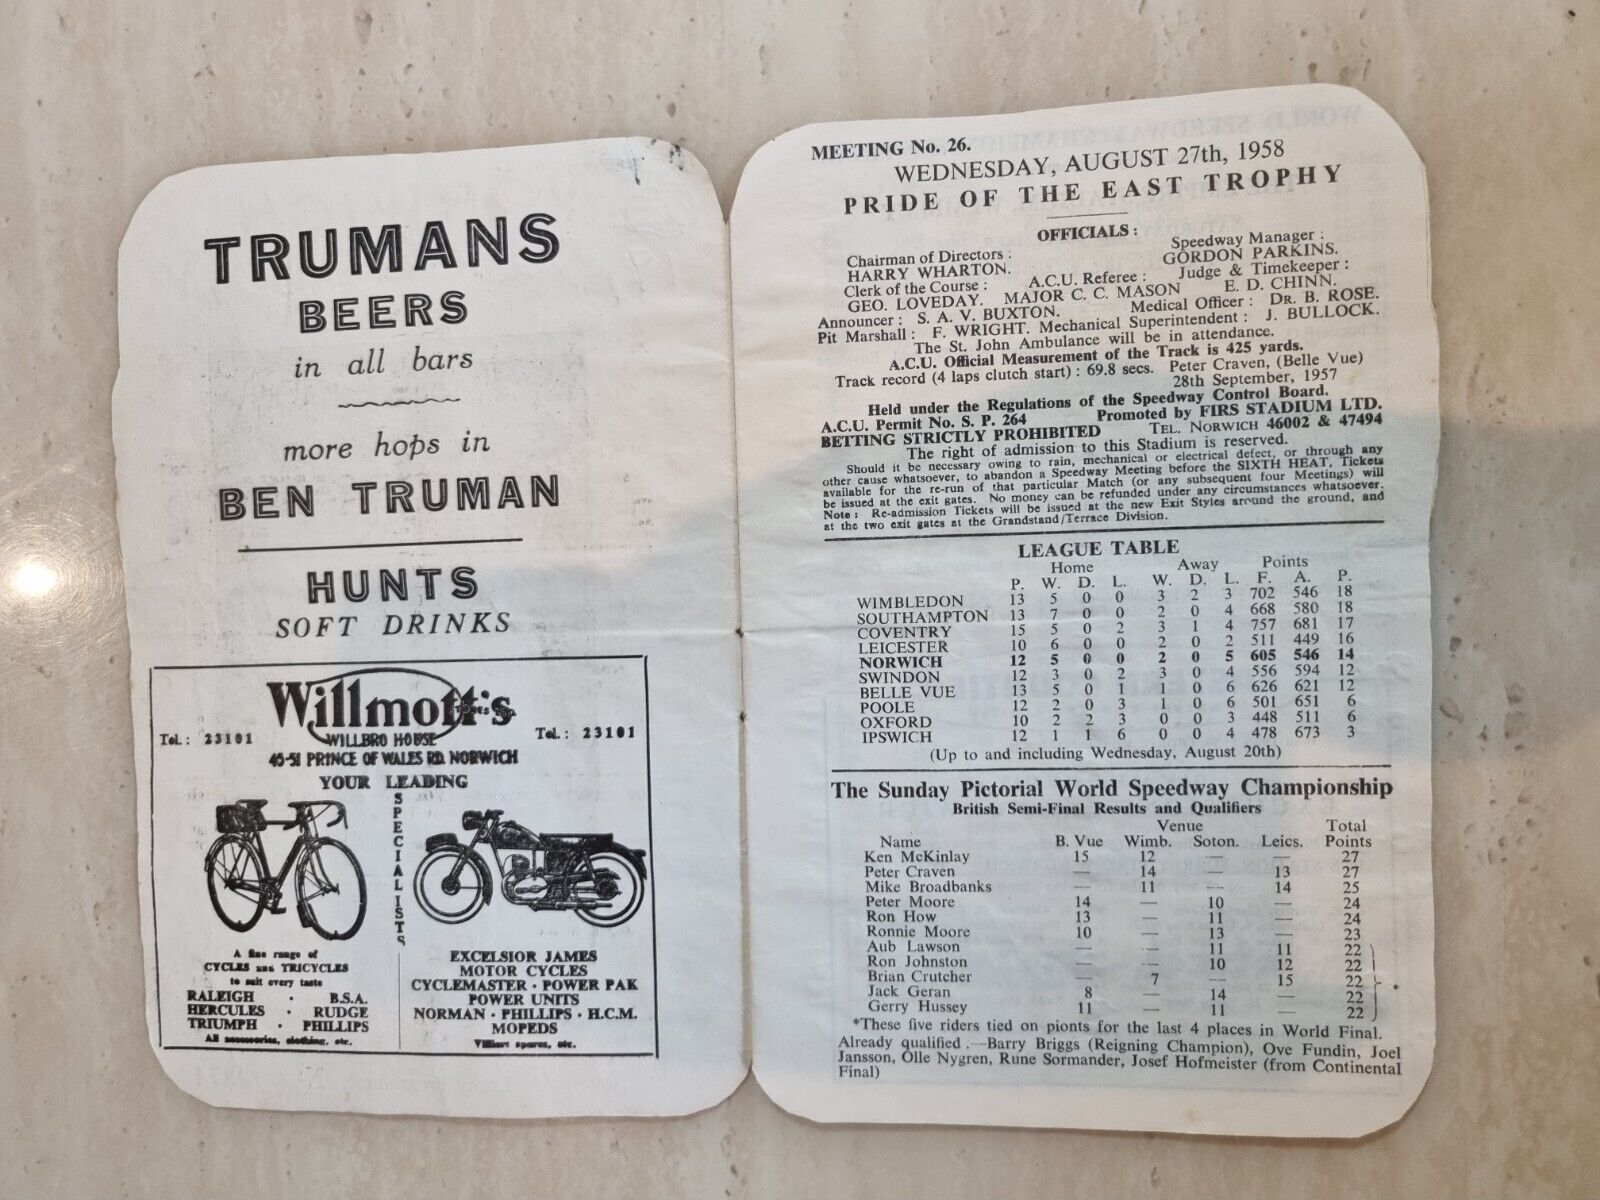 TRUMANS
BEERS
in all bars
more hops in
BEN TRUMAN
HUNTS
SOFT DRINKS
Willmott's
STORES LTD.
Tel.: 23101
WILLBRO HOUSE
Tel.: 23101
45-51 PRINCE OF WALES RD. NORWICH
YOUR LEADING
SPECIALISTS
A fine range of
CYCLES and TRICYCLES
to suit every taste
RALEIGH · B.S.A.
HERCULES · RUDGE
TRIUMPH · PHILLIPS
All accessories, clothing, etc.
EXCELSIOR JAMES
MOTOR CYCLES
CYCLEMASTER · POWER PAK
POWER UNITS
NORMAN · PHILLIPS · H.C.M.
MOPEDS
Villiers spares, etc.
MEETING No. 26.
WEDNESDAY, AUGUST 27th, 1958
PRIDE OF THE EAST TROPHY
OFFICIALS:
Chairman of Directors : Speedway Manager :
HARRY WHARTON. GORDON PARKINS.
Clerk of the Course : A.C.U. Referee : Judge & Timekeeper :
GEO. LOVEDAY. MAJOR C. C. MASON E. D. CHINN.
Announcer : S. A. V. BUXTON. Medical Officer : DR. B. ROSE.
Pit Marshall : F. WRIGHT. Mechanical Superintendent : J. BULLOCK.
The St. John Ambulance will be in attendance.
A.C.U. Official Measurement of the Track is 425 yards.
Track record (4 laps clutch start) : 69.8 secs. Peter Craven, (Belle Vue)
28th September, 1957
Held under the Regulations of the Speedway Control Board.
A.C.U. Permit No. S. P. 264 Promoted by FIRS STADIUM LTD.
BETTING STRICTLY PROHIBITED TEL. NORWICH 46002 & 47494
The right of admission to this Stadium is reserved.
Should it be necessary owing to rain, mechanical or electrical defect, or through any
other cause whatsoever, to abandon a Speedway Meeting before the SIXTH HEAT, Tickets
available for the re-run of that particular Match (or any subsequent four Meetings) will
be issued at the exit gates. No money can be refunded under any circumstances whatsoever.
Note : Re-admission Tickets will be issued at the new Exit Styles around the ground, and
at the two exit gates at the Grandstand/Terrace Division.
LEAGUE TABLE
Home Away Points
P. W. D. L. W. D. L. F. A. P.
WIMBLEDON 13 5 0 0 3 2 3 702 546 18
SOUTHAMPTON 13 7 0 0 2 0 4 668 580 18
COVENTRY 15 5 0 2 3 1 4 757 681 17
LEICESTER 10 6 0 0 2 0 2 511 449 16
NORWICH 12 5 0 0 2 0 5 605 546 14
SWINDON 12 3 0 2 3 0 4 556 594 12
BELLE VUE 13 5 0 1 1 0 6 626 621 12
POOLE 12 2 0 3 1 0 6 501 651 6
OXFORD 10 2 2 3 0 0 3 448 511 6
IPSWICH 12 1 1 6 0 0 4 478 673 3
(Up to and including Wednesday, August 20th)
The Sunday Pictorial World Speedway Championship
British Semi-Final Results and Qualifiers
Venue Total
Name B. Vue Wimb. Soton. Leics. Points
Ken McKinlay 15 12 — — 27
Peter Craven — 14 — 13 27
Mike Broadbanks — 11 — 14 25
Peter Moore 14 — 10 — 24
Ron How 13 — 11 — 24
Ronnie Moore 10 — 13 — 23
Aub Lawson — — 11 11 22
Ron Johnston — — 10 12 22
Brian Crutcher — 7 — 15 22
Jack Geran 8 — 14 — 22 *
Gerry Hussey 11 — 11 — 22
*These five riders tied on pionts for the last 4 places in World Final.
Already qualified .—Barry Briggs (Reigning Champion), Ove Fundin, Joel
Jansson, Olle Nygren, Rune Sormander, Josef Hofmeister (from Continental
Final)